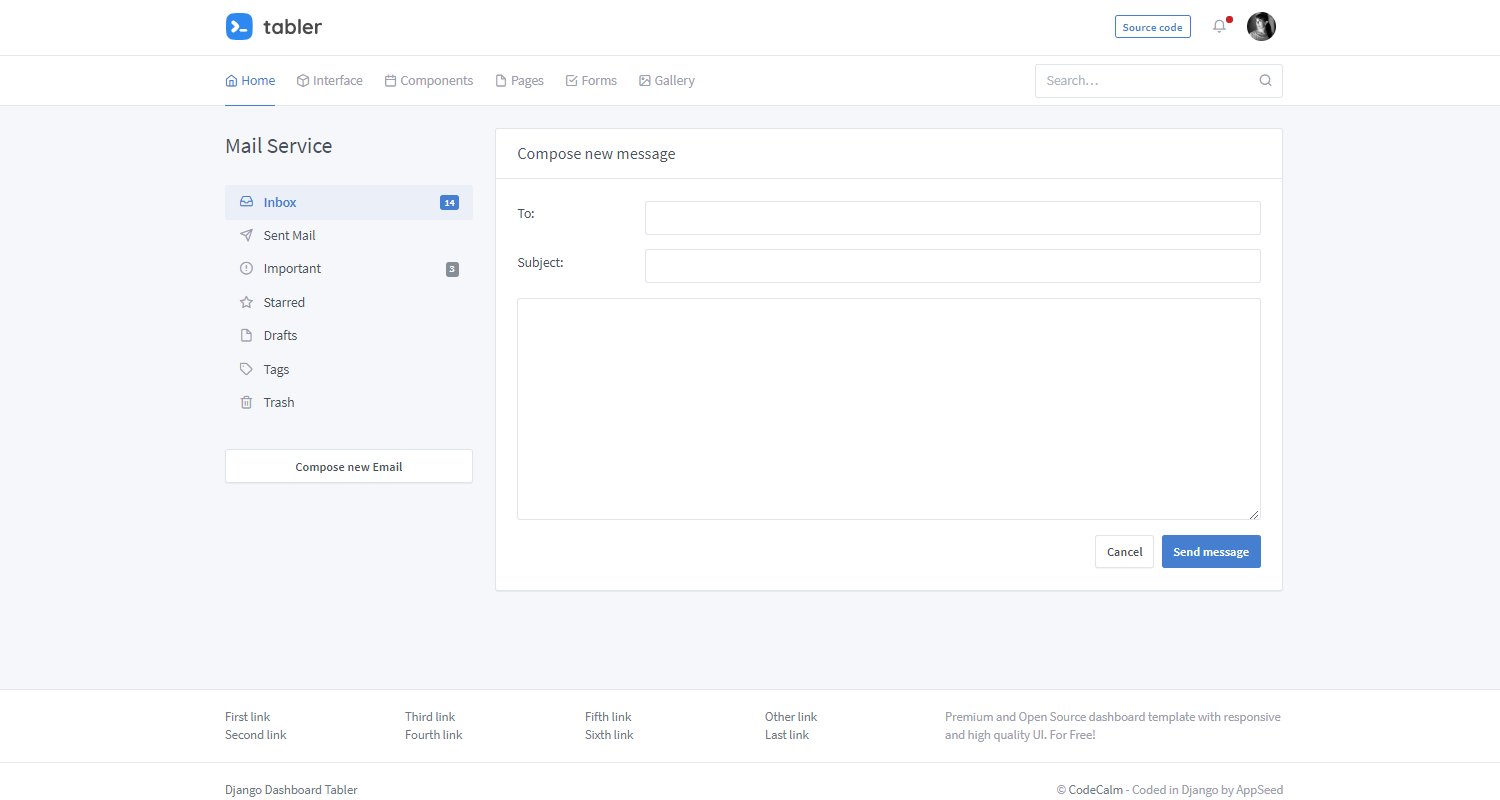 tabler
Source code
Home Interface Components Pages Forms Gallery Search...
Mail Service
Inbox 14
Sent Mail
Important 3
Starred
Drafts
Tags
Trash
Compose new Email
Compose new message
To:
Subject:
Cancel Send message
First link
Second link
Third link
Fourth link
Fifth link
Sixth link
Other link
Last link
Premium and Open Source dashboard template with responsive
and high quality UI. For Free!
Django Dashboard Tabler
© CodeCalm - Coded in Django by AppSeed